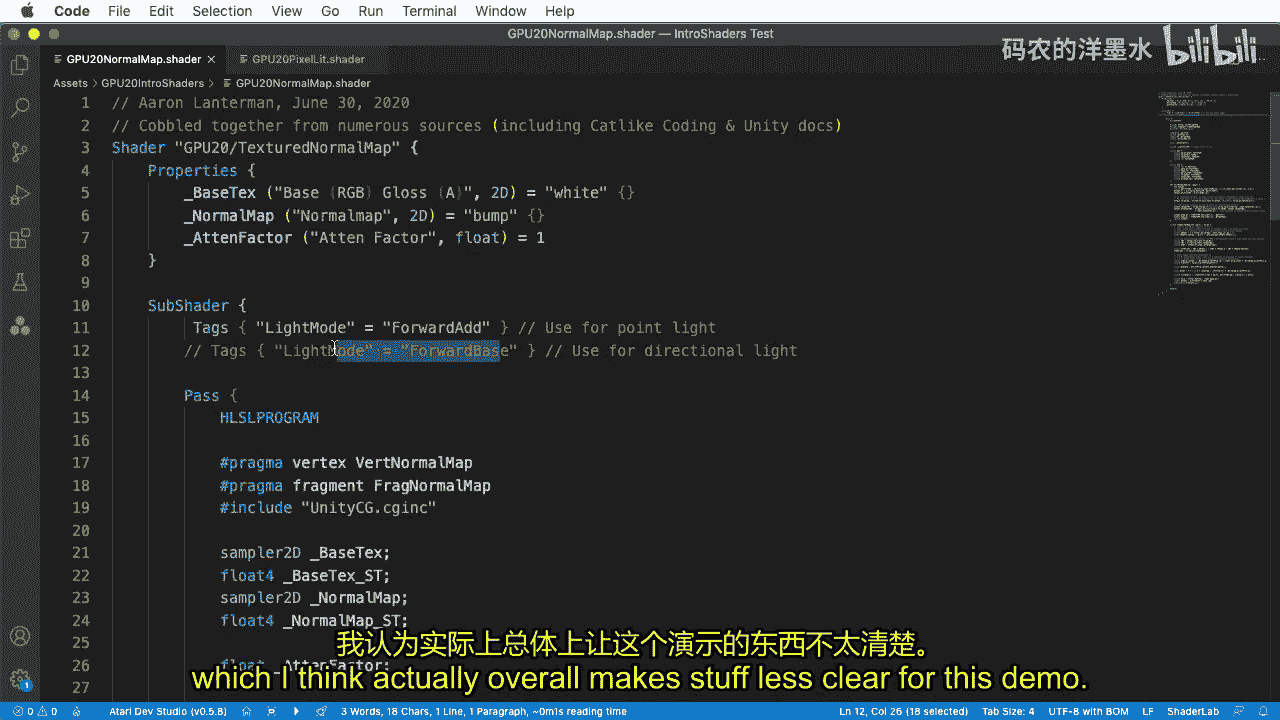 Code File Edit Selection View Go Run Terminal Window Help
GPU20NormalMap.shader — IntroShaders Test
码农的洋墨水 bilibili
GPU20NormalMap.shader GPU20PixelLit.shader
Assets > GPU20IntroShaders > GPU20NormalMap.shader
1 // Aaron Lanterman, June 30, 2020
2 // Cobbled together from numerous sources (including Catlike Coding & Unity docs)
3 Shader "GPU20/TexturedNormalMap" {
4 Properties {
5 _BaseTex ("Base (RGB) Gloss (A)", 2D) = "white" {}
6 _NormalMap ("Normalmap", 2D) = "bump" {}
7 _AttenFactor ("Atten Factor", float) = 1
8 }
9
10 SubShader {
11 Tags { "LightMode" = "ForwardAdd" } // Use for point light
12 // Tags { "LightMode" = "ForwardBase" } // Use for directional light
13
14 Pass {
15 HLSLPROGRAM
16
17 #pragma vertex VertNormalMap
18 #pragma fragment FragNormalMap
19 #include "UnityCG.cginc"
20
21 sampler2D _BaseTex;
22 float4 _BaseTex_ST;
23 sampler2D _NormalMap;
24 float4 _NormalMap_ST;
25
26 float _AttenFactor;
27
我认为实际上总体上让这个演示的东西不太清楚。
which I think actually overall makes stuff less clear for this demo.
1
0 0 Atari Dev Studio (v0.5.8) 3 Words, 18 Chars, 1 Line, 1 Paragraph, ~0m1s reading time Ln 12, Col 26 (18 selected) Tab Size: 4 UTF-8 with BOM LF ShaderLab